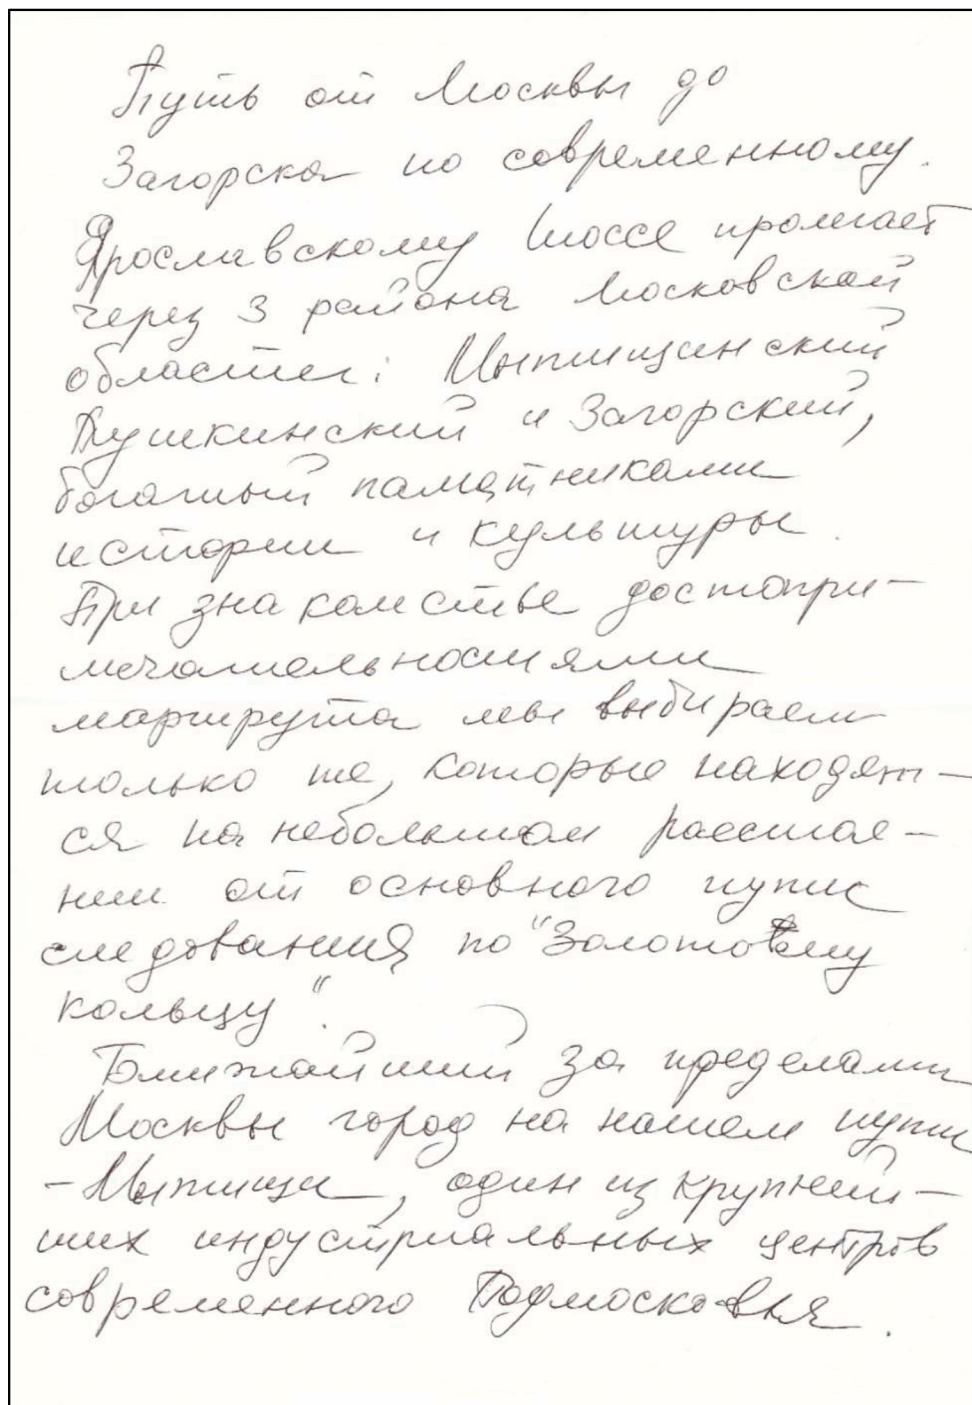 Путь от Москвы до
Загорска по современному.
Ярославскому шоссе пролегает
через 3 района Московской
области: Мытищинский
Пушкинский и Загорский,
богатый памятниками
истории и культуры.
При знакомстве достопри-
мечательностями
маршрута мы выбираем
только те, которые находят-
ся на небольшом расстоя-
нии от основного пути
следования по "Золотому
кольцу".
Ближайший за пределами
Москвы город на нашем пути
- Мытищи, один из крупней-
ших индустриальных центров
современного Подмосковья.